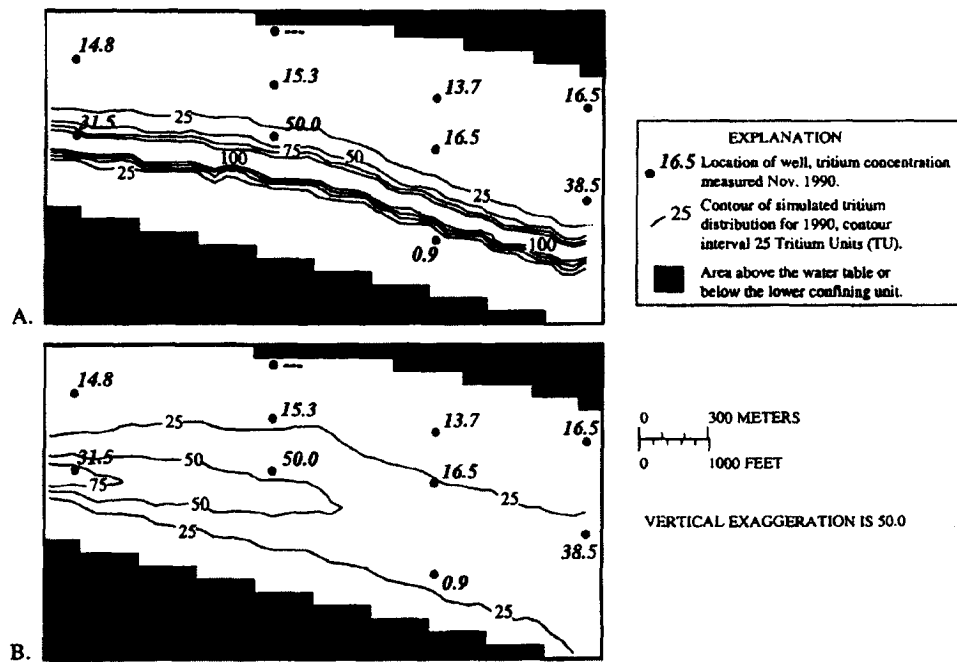 14.8
15.3
13.7
16.5
31.5
50.0
16.5
38.5
0.9
25
75
50
100
25
25
100
A.
EXPLANATION
16.5 Location of well, tritium concentration
measured Nov. 1990.
25 Contour of simulated tritium
distribution for 1990, contour
interval 25 Tritium Units (TU).
Area above the water table or
below the lower confining unit.
14.8
15.3
13.7
16.5
31.5
50.0
16.5
38.5
0.9
25
50
75
50
25
25
25
B.
0 300 METERS
0 1000 FEET
VERTICAL EXAGGERATION IS 50.0